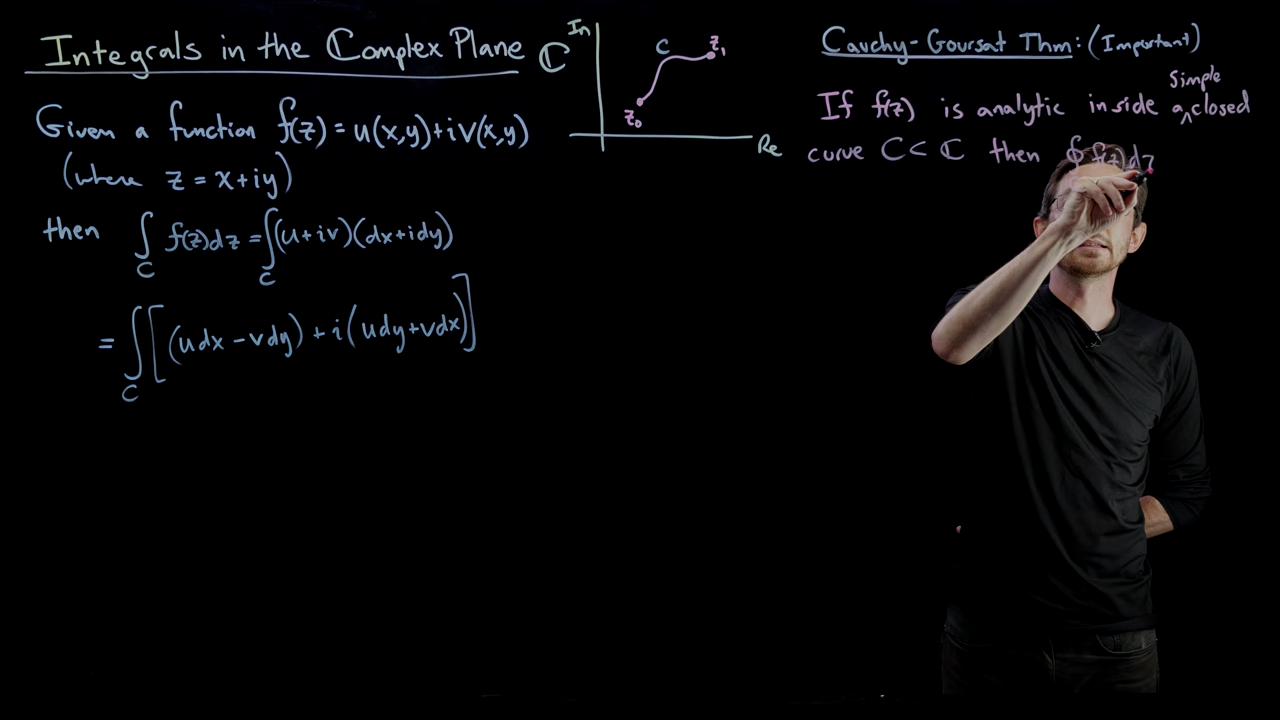 Integrals in the Complex Plane ℂ
Given a function f(z) = u(x,y) + iv(x,y)
(where z = x+iy)
then ∫_C f(z)dz = ∫_C (u+iv)(dx+idy)
= ∫_C [(udx - vdy) + i(udy+vdx)]
Im
C
z₁
z₀
Re
Cauchy-Goursat Thm: (Important)
simple
If f(z) is analytic inside a ^ closed
curve C < ℂ then ∮ f(z)dz